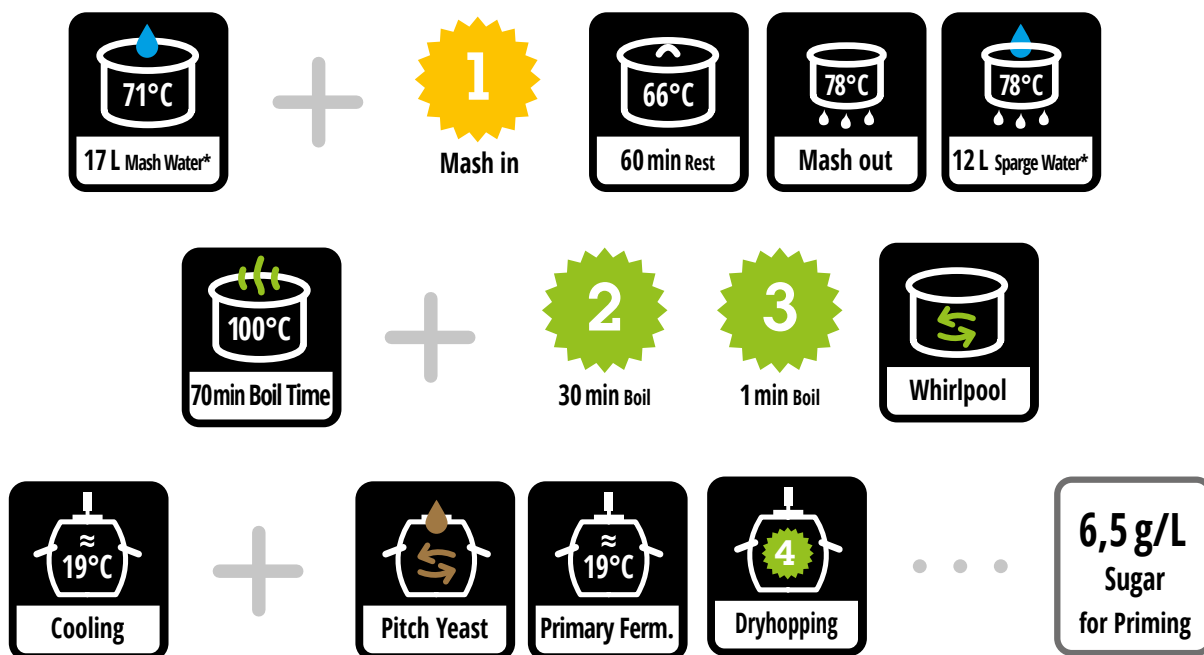 71°C
17 L Mash Water*
1
Mash in
66°C
60 min Rest
78°C
Mash out
78°C
12 L Sparge Water*
100°C
70 min Boil Time
2
30 min Boil
3
1 min Boil
Whirlpool
≈
19°C
Cooling
Pitch Yeast
≈
19°C
Primary Ferm.
4
Dryhopping
6,5 g/L
Sugar
for Priming